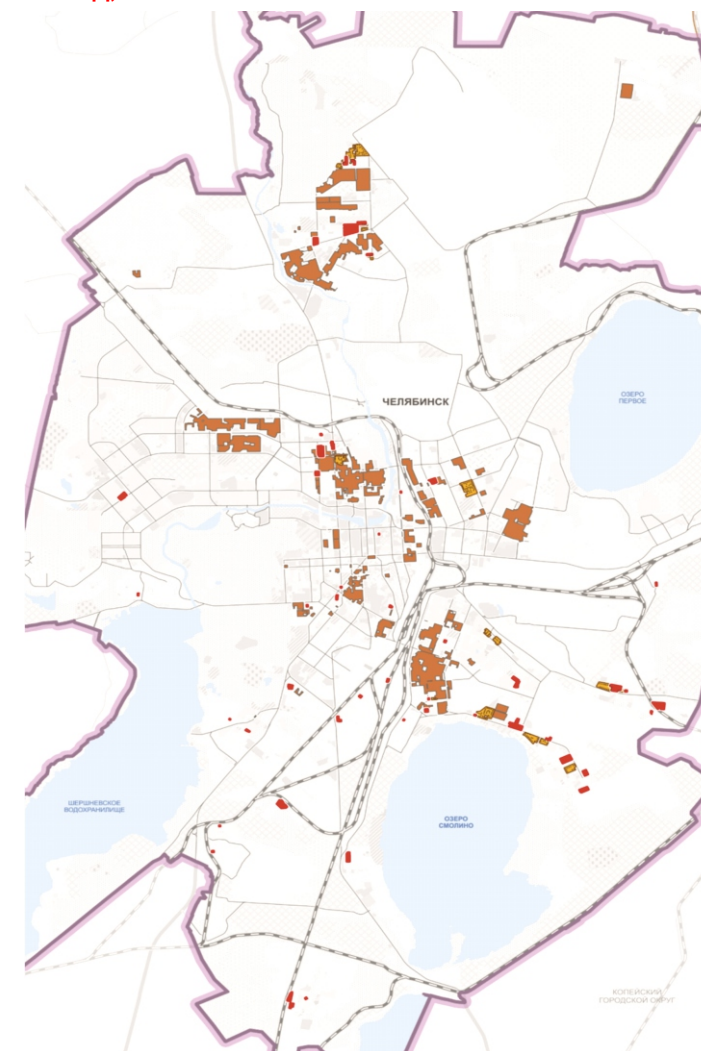 ЧЕЛЯБИНСК
ОЗЕРО
ПЕРВОЕ
ШЕРШНЕВСКОЕ
ВОДОХРАНИЛИЩЕ
ОЗЕРО
СМОЛИНО
КОПЕЙСКИЙ
ГОРОДСКОЙ ОКРУГ